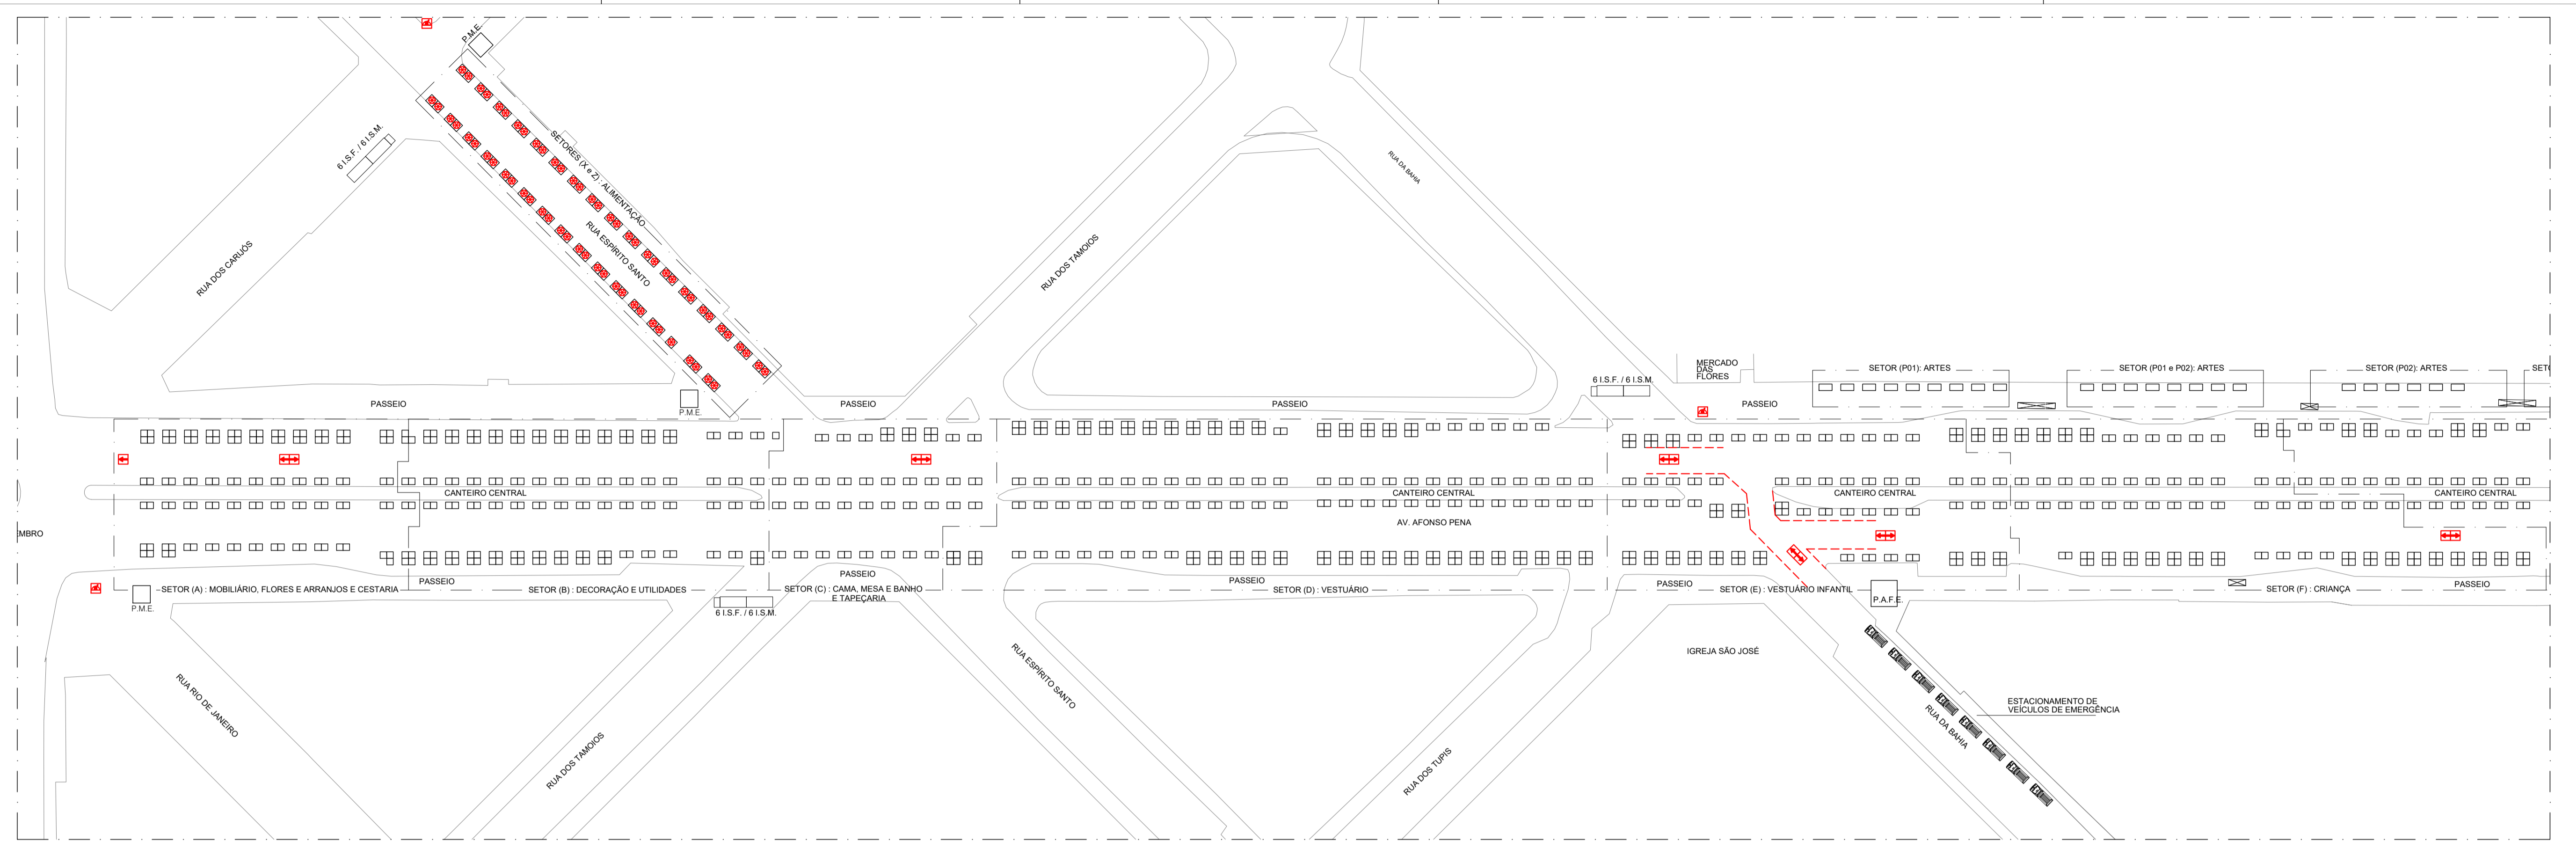 P.M.E.
6 I.S.F. / 6 I.S.M.
SETORES (X e Z) : ALIMENTAÇÃO
RUA ESPÍRITO SANTO
RUA DOS CARIJÓS
RUA DOS TAMOIOS
RUA DA BAHIA
MERCADO
DAS
FLORES
6 I.S.F. / 6 I.S.M.
SETOR (P01): ARTES
SETOR (P01 e P02): ARTES
SETOR (P02): ARTES
PASSEIO
P.M.E.
PASSEIO
PASSEIO
PASSEIO
CANTEIRO CENTRAL
CANTEIRO CENTRAL
CANTEIRO CENTRAL
CANTEIRO CENTRAL
AV. AFONSO PENA
MBRO
PASSEIO
PASSEIO
PASSEIO
PASSEIO
PASSEIO
P.M.E.
SETOR (A) : MOBILIÁRIO, FLORES E ARRANJOS E CESTARIA
SETOR (B) : DECORAÇÃO E UTILIDADES
SETOR (C) : CAMA, MESA E BANHO
E TAPEÇARIA
SETOR (D) : VESTUÁRIO
SETOR (E) : VESTUÁRIO INFANTIL
SETOR (F) : CRIANÇA
P.A.F.E.
6 I.S.F. / 6 I.S.M.
RUA RIO DE JANEIRO
RUA DOS TAMOIOS
RUA ESPÍRITO SANTO
RUA DOS TUPIS
IGREJA SÃO JOSÉ
RUA DA BAHIA
ESTACIONAMENTO DE
VEÍCULOS DE EMERGÊNCIA